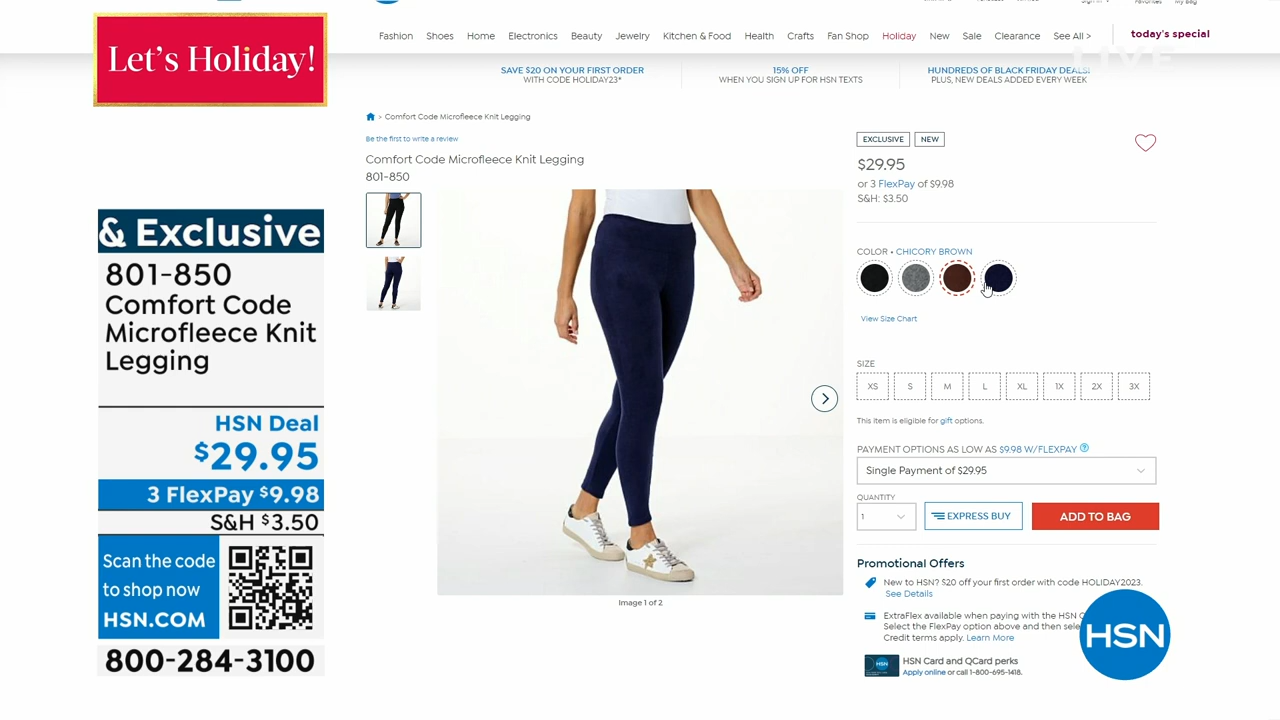 Let's Holiday!
Fashion Shoes Home Electronics Beauty Jewelry Kitchen & Food Health Crafts Fan Shop Holiday New Sale Clearance See All >
today's special
LIVE
SAVE $20 ON YOUR FIRST ORDER
WITH CODE HOLIDAY23*
15% OFF
WHEN YOU SIGN UP FOR HSN TEXTS
HUNDREDS OF BLACK FRIDAY DEALS!
PLUS, NEW DEALS ADDED EVERY WEEK
> Comfort Code Microfleece Knit Legging
Be the first to write a review
Comfort Code Microfleece Knit Legging
801-850
Image 1 of 2
EXCLUSIVE NEW
$29.95
or 3 FlexPay of $9.98
S&H: $3.50
COLOR • CHICORY BROWN
View Size Chart
SIZE
XS S M L XL 1X 2X 3X
This item is eligible for gift options.
PAYMENT OPTIONS AS LOW AS $9.98 W/FLEXPAY
Single Payment of $29.95
QUANTITY
1
EXPRESS BUY
ADD TO BAG
Promotional Offers
New to HSN? $20 off your first order with code HOLIDAY2023.
See Details
ExtraFlex available when paying with the HSN
Select the FlexPay option above and then
Credit terms apply. Learn More
HSN
HSN Card and QCard perks
Apply online or call 1-800-695-1418.
HSN
& Exclusive
801-850
Comfort Code
Microfleece Knit
Legging
HSN Deal
$29.95
3 FlexPay $9.98
S&H $3.50
Scan the code
to shop now
HSN.COM
800-284-3100